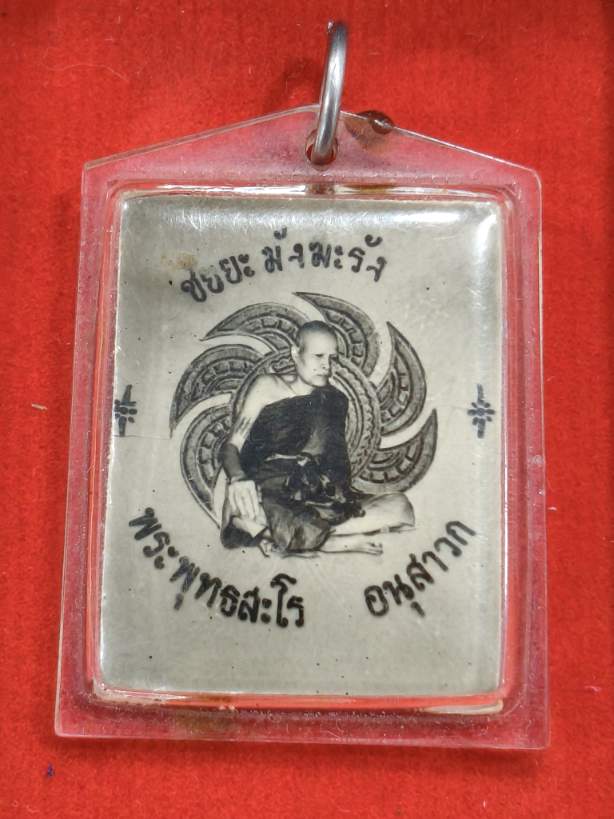 ชยยะ มังมะรัง
พระพุทธสะโร
อนุสาวก